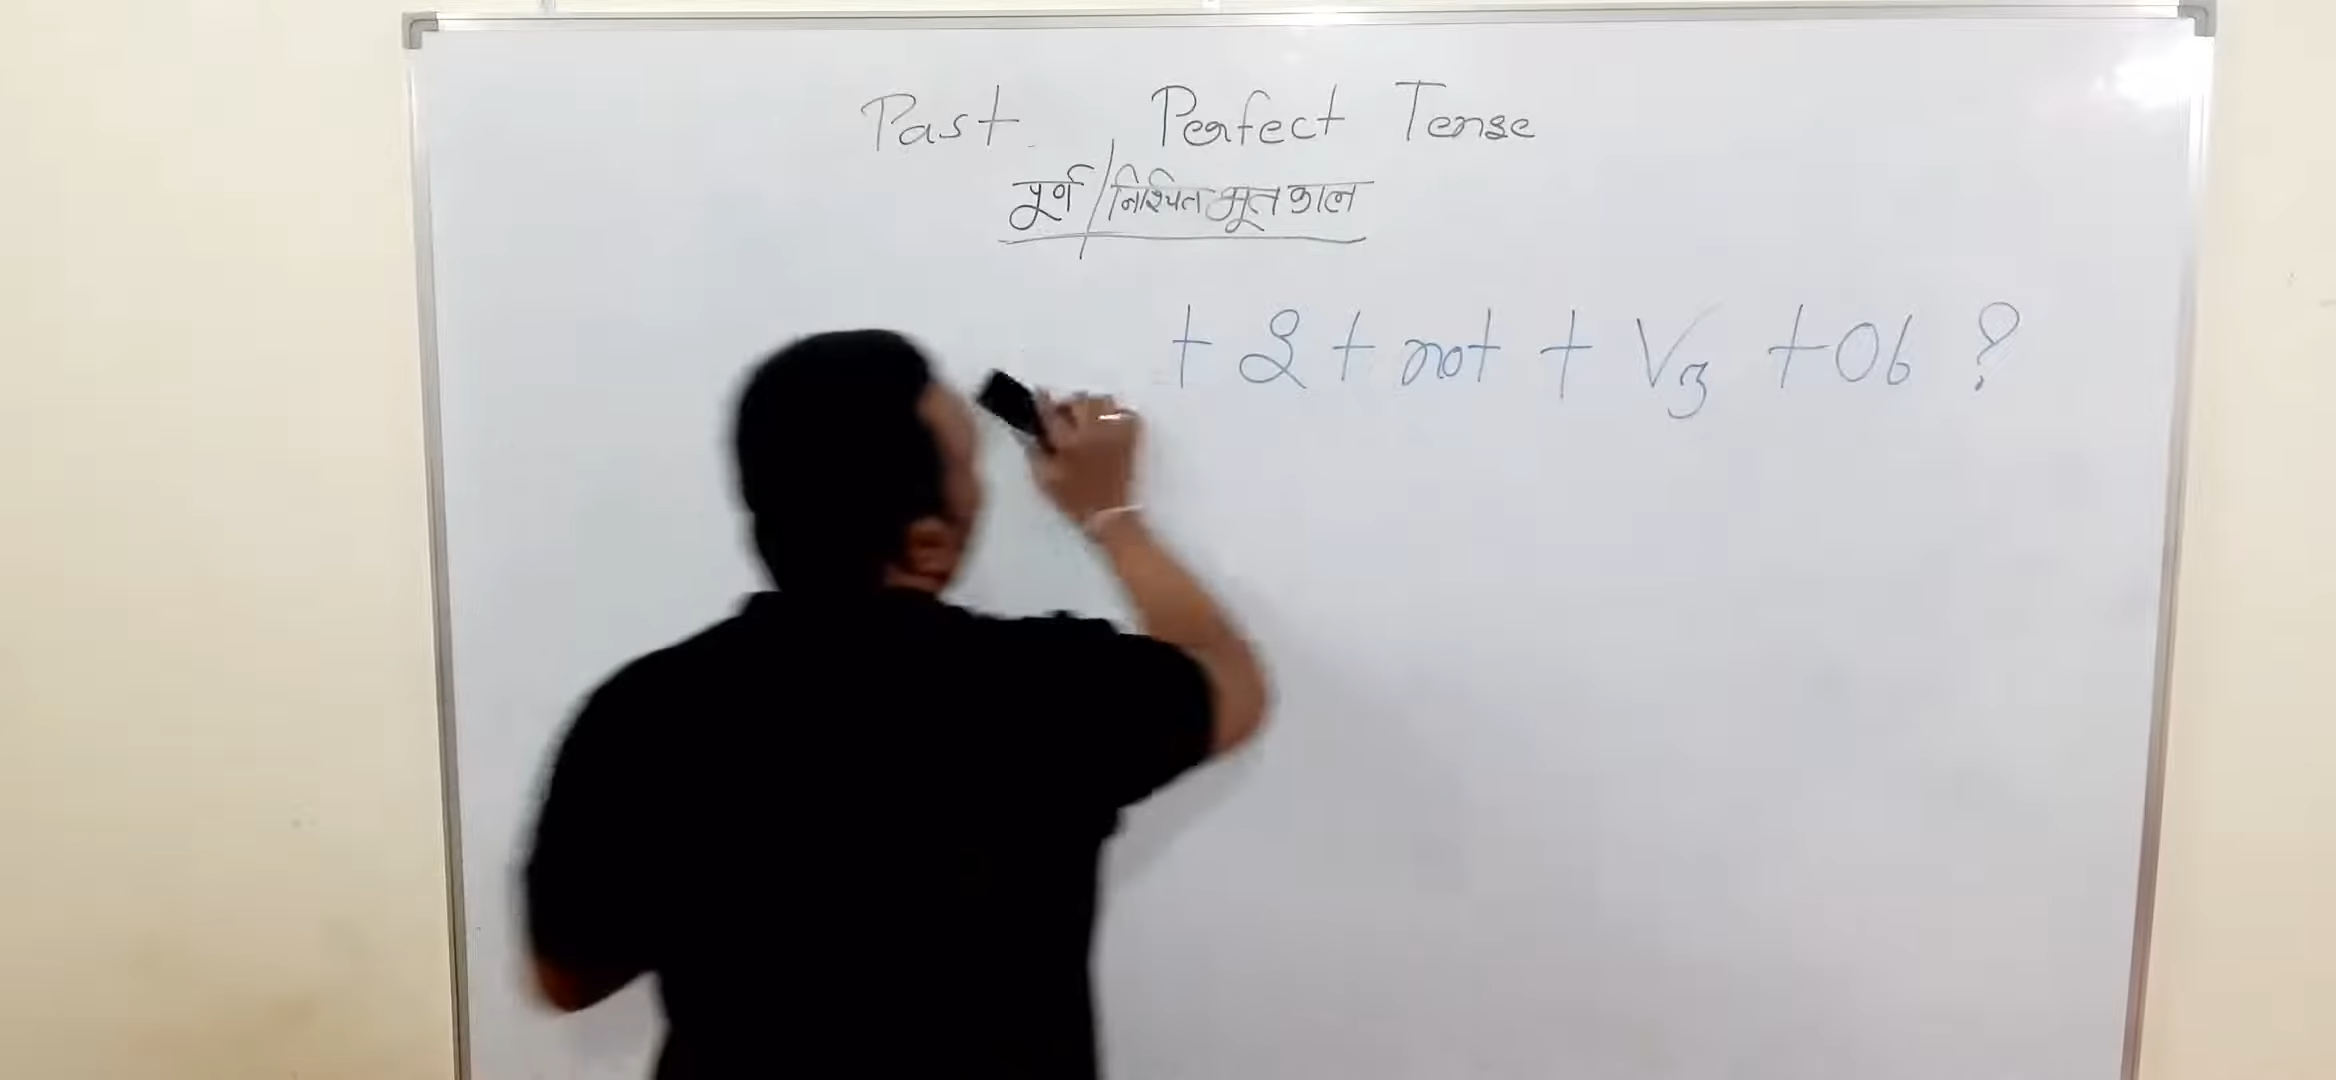 Past Perfect Tense
पूर्ण/निश्चित भूतकाल
+ S + not + V3 + Ob ?